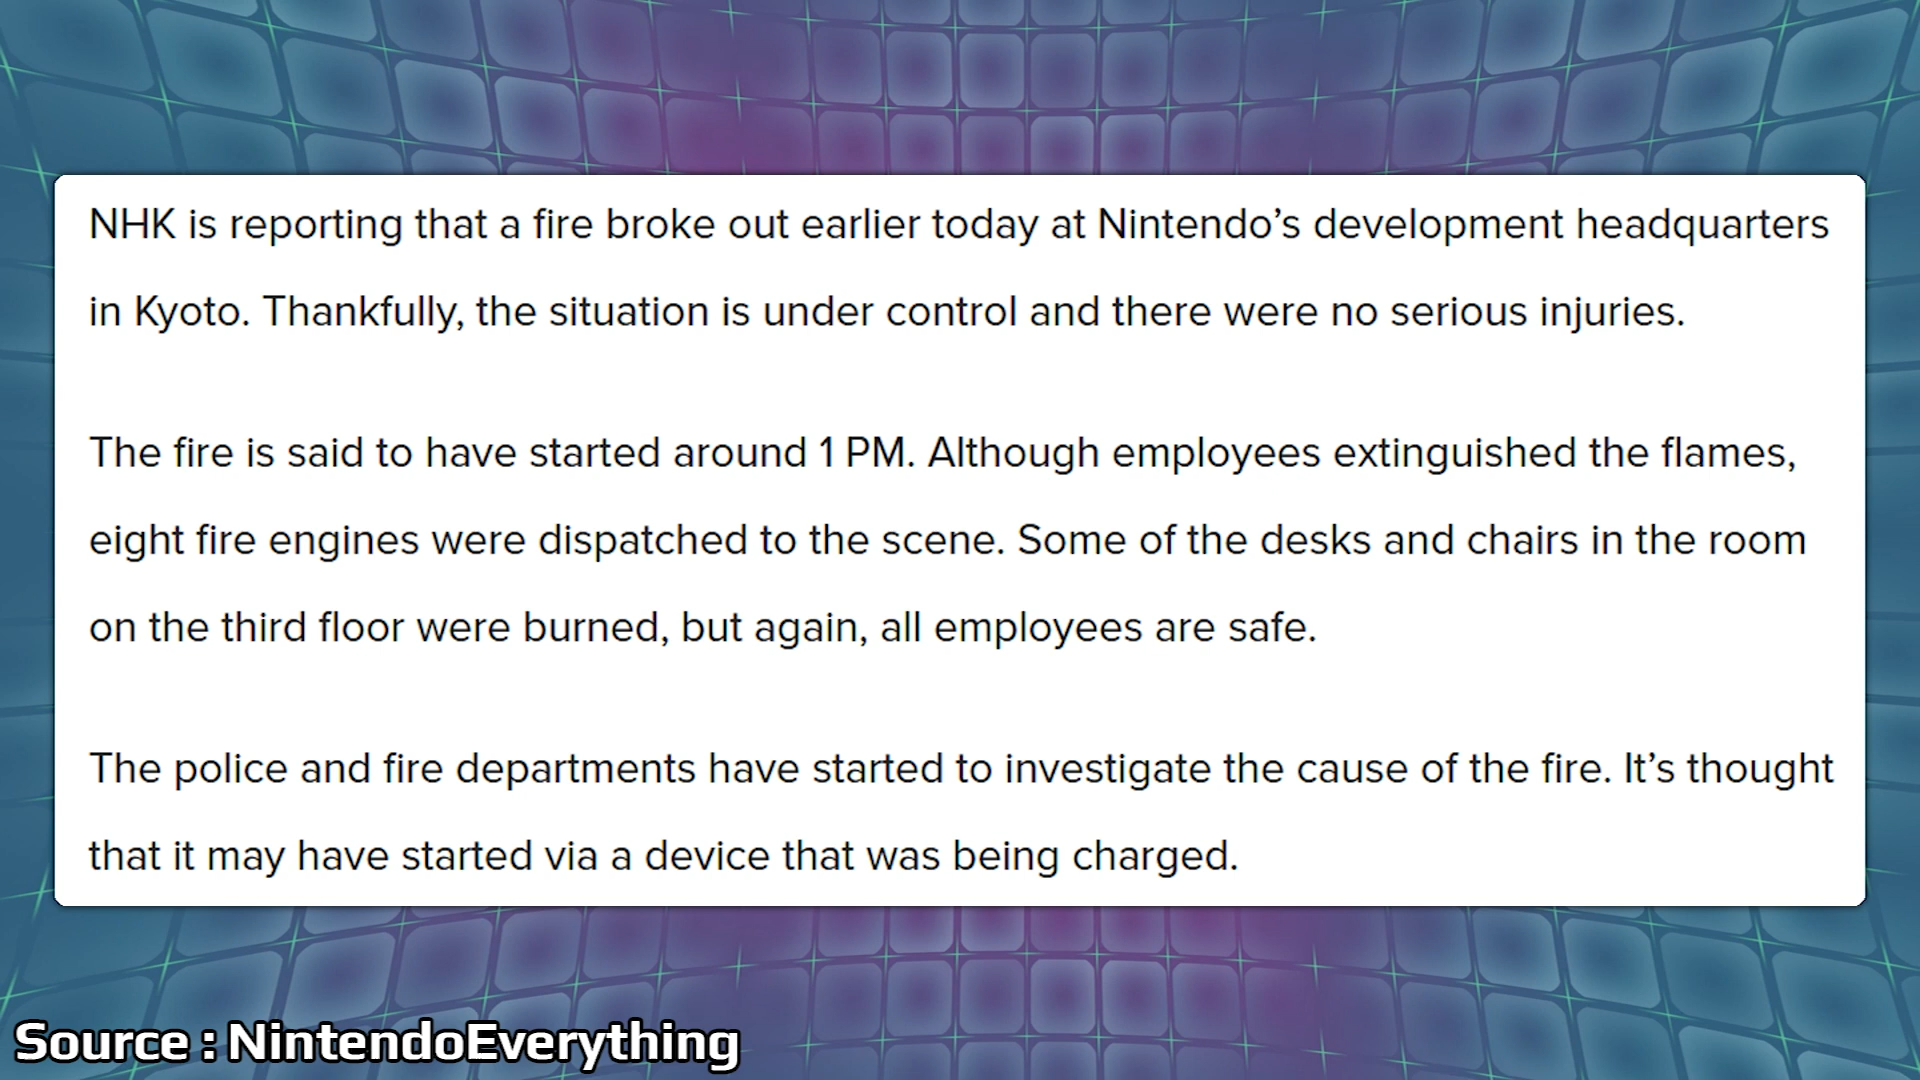 NHK is reporting that a fire broke out earlier today at Nintendo’s development headquarters
in Kyoto. Thankfully, the situation is under control and there were no serious injuries.
The fire is said to have started around 1 PM. Although employees extinguished the flames,
eight fire engines were dispatched to the scene. Some of the desks and chairs in the room
on the third floor were burned, but again, all employees are safe.
The police and fire departments have started to investigate the cause of the fire. It’s thought
that it may have started via a device that was being charged.
Source : NintendoEverything